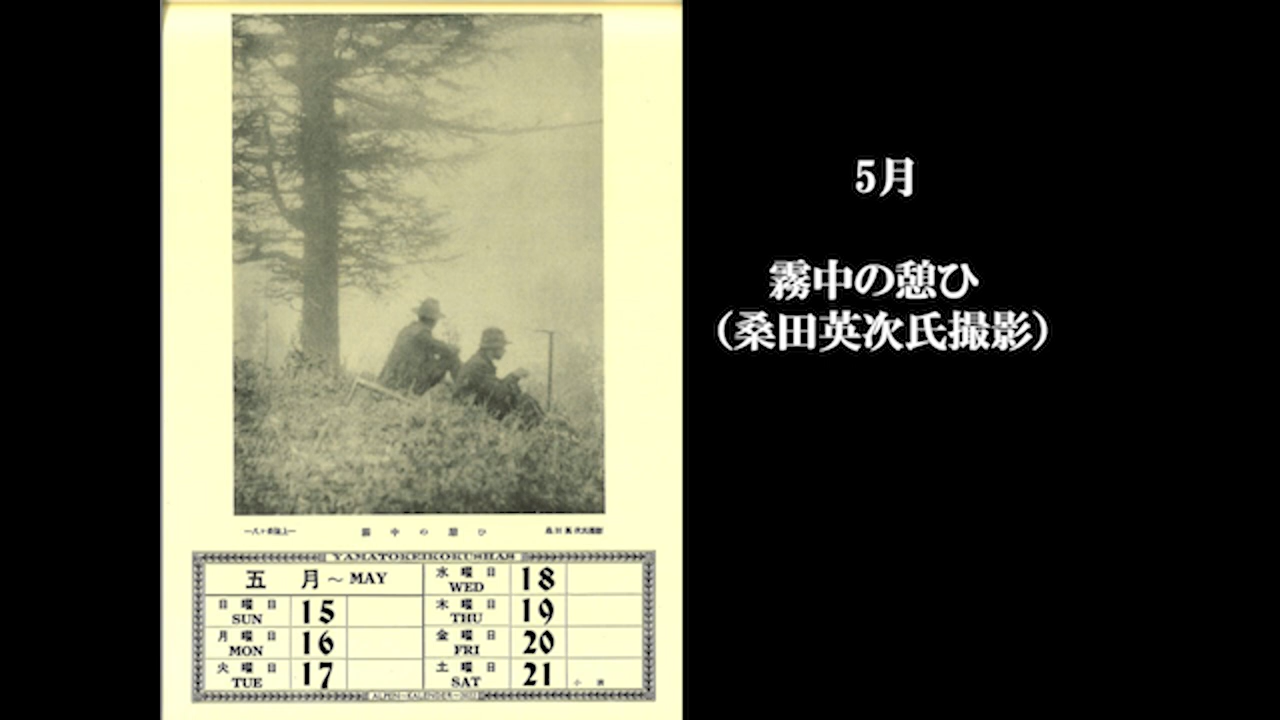 霧中の憩ひ
YAMATOKEIKOKUSHAS
五月～MAY
日曜日 SUN 15
月曜日 MON 16
火曜日 TUE 17
水曜日 WED 18
木曜日 THU 19
金曜日 FRI 20
土曜日 SAT 21
小満
5月
霧中の憩ひ
（桑田英次氏撮影）